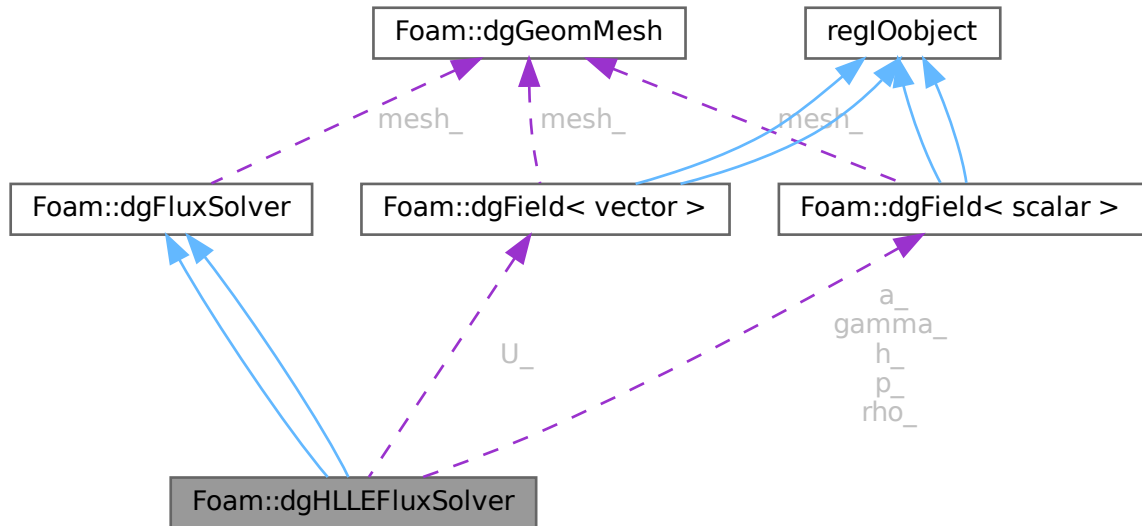 Foam::dgGeomMesh
regIOobject
mesh_
mesh_
mesh_
Foam::dgFluxSolver
Foam::dgField< vector >
Foam::dgField< scalar >
U_
a_
gamma_
h_
p_
rho_
Foam::dgHLLEFluxSolver